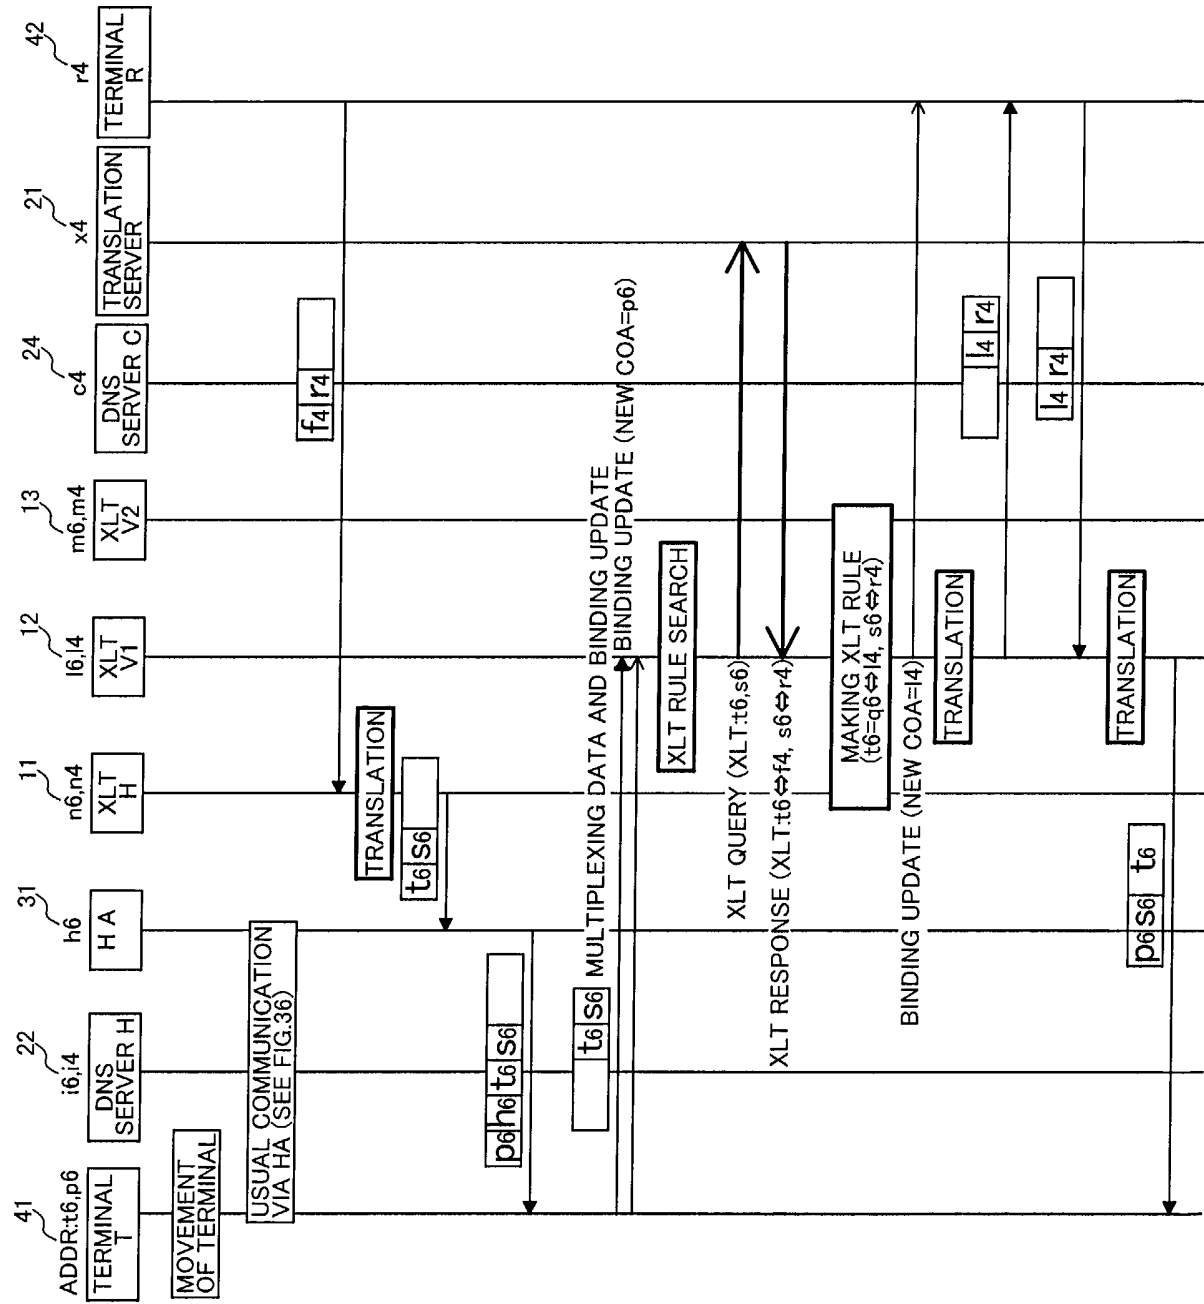 41
ADDR:t6,p6
TERMINAL
T
22
i6,i4
DNS
SERVER H
31
h6
H A
11
n6,n4
XLT
H
12
l6,l4
XLT
V1
13
m6,m4
XLT
V2
24
c4
DNS
SERVER C
21
x4
TRANSLATION
SERVER
42
r4
TERMINAL
R
MOVEMENT
OF TERMINAL
USUAL COMMUNICATION
VIA HA (SEE FIG.36)
f4 r4
TRANSLATION
t6 s6
p6 h6 t6 s6
t6 s6
MULTIPLEXING DATA AND BINDING UPDATE
BINDING UPDATE (NEW COA=p6)
XLT RULE SEARCH
XLT QUERY (XLT:t6,s6)
XLT RESPONSE (XLT:t6⇔f4, s6⇔r4)
MAKING XLT RULE
(t6=q6⇔l4, s6⇔r4)
BINDING UPDATE (NEW COA=l4)
TRANSLATION
l4 r4
l4 r4
TRANSLATION
p6 s6 t6